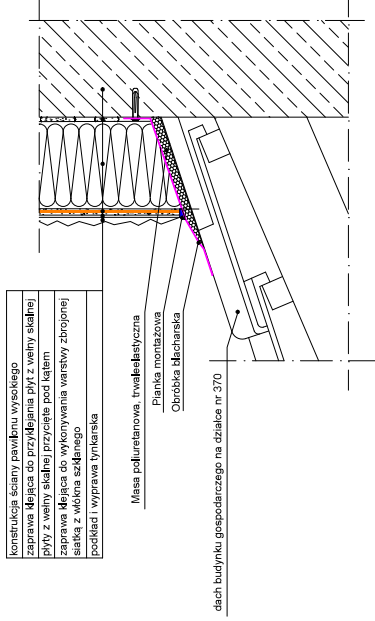 konstrukcja ściany pawilonu wysokiego
zaprawa klejąca do przyklejania płyt z wełny skalnej
płyty z wełny skalnej przycięte pod kątem
zaprawa klejąca do wykonywania warstwy zbrojonej
siatką z włókna szklanego
podkład i wyprawa tynkarska
Masa poliuretanowa, trwaleelastyczna
Pianka montażowa
Obróbka blacharska
dach budynku gospodarczego na działce nr 370